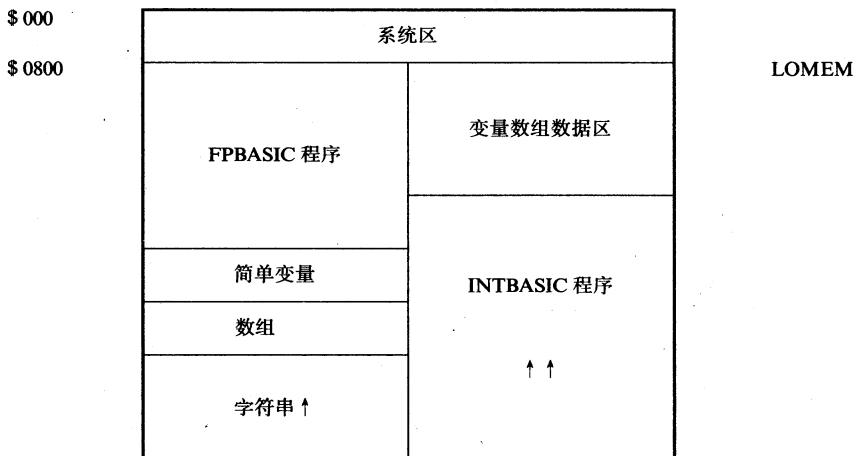 $ 000
系统区
$ 0800
LOMEM
FPBASIC 程序
变量数组数据区
简单变量
INTBASIC 程序
数组
↑ ↑
字符串↑